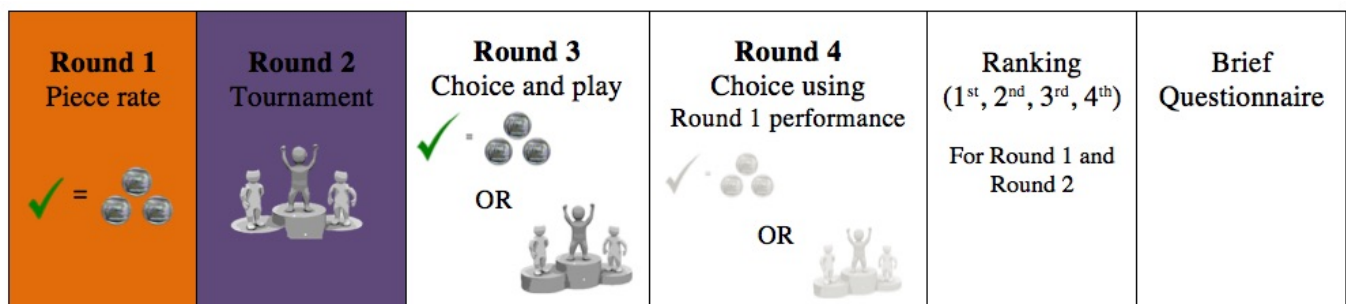 Round 1
Piece rate
=
Round 2
Tournament
Round 3
Choice and play
=
OR
Round 4
Choice using
Round 1 performance
=
OR
Ranking
(1st, 2nd, 3rd, 4th)
For Round 1 and
Round 2
Brief
Questionnaire